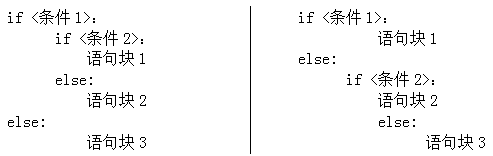 if <条件1>:
if <条件2>:
语句块1
else:
语句块2
else:
语句块3
if <条件1>:
语句块1
else:
if <条件2>:
语句块2
else:
语句块3